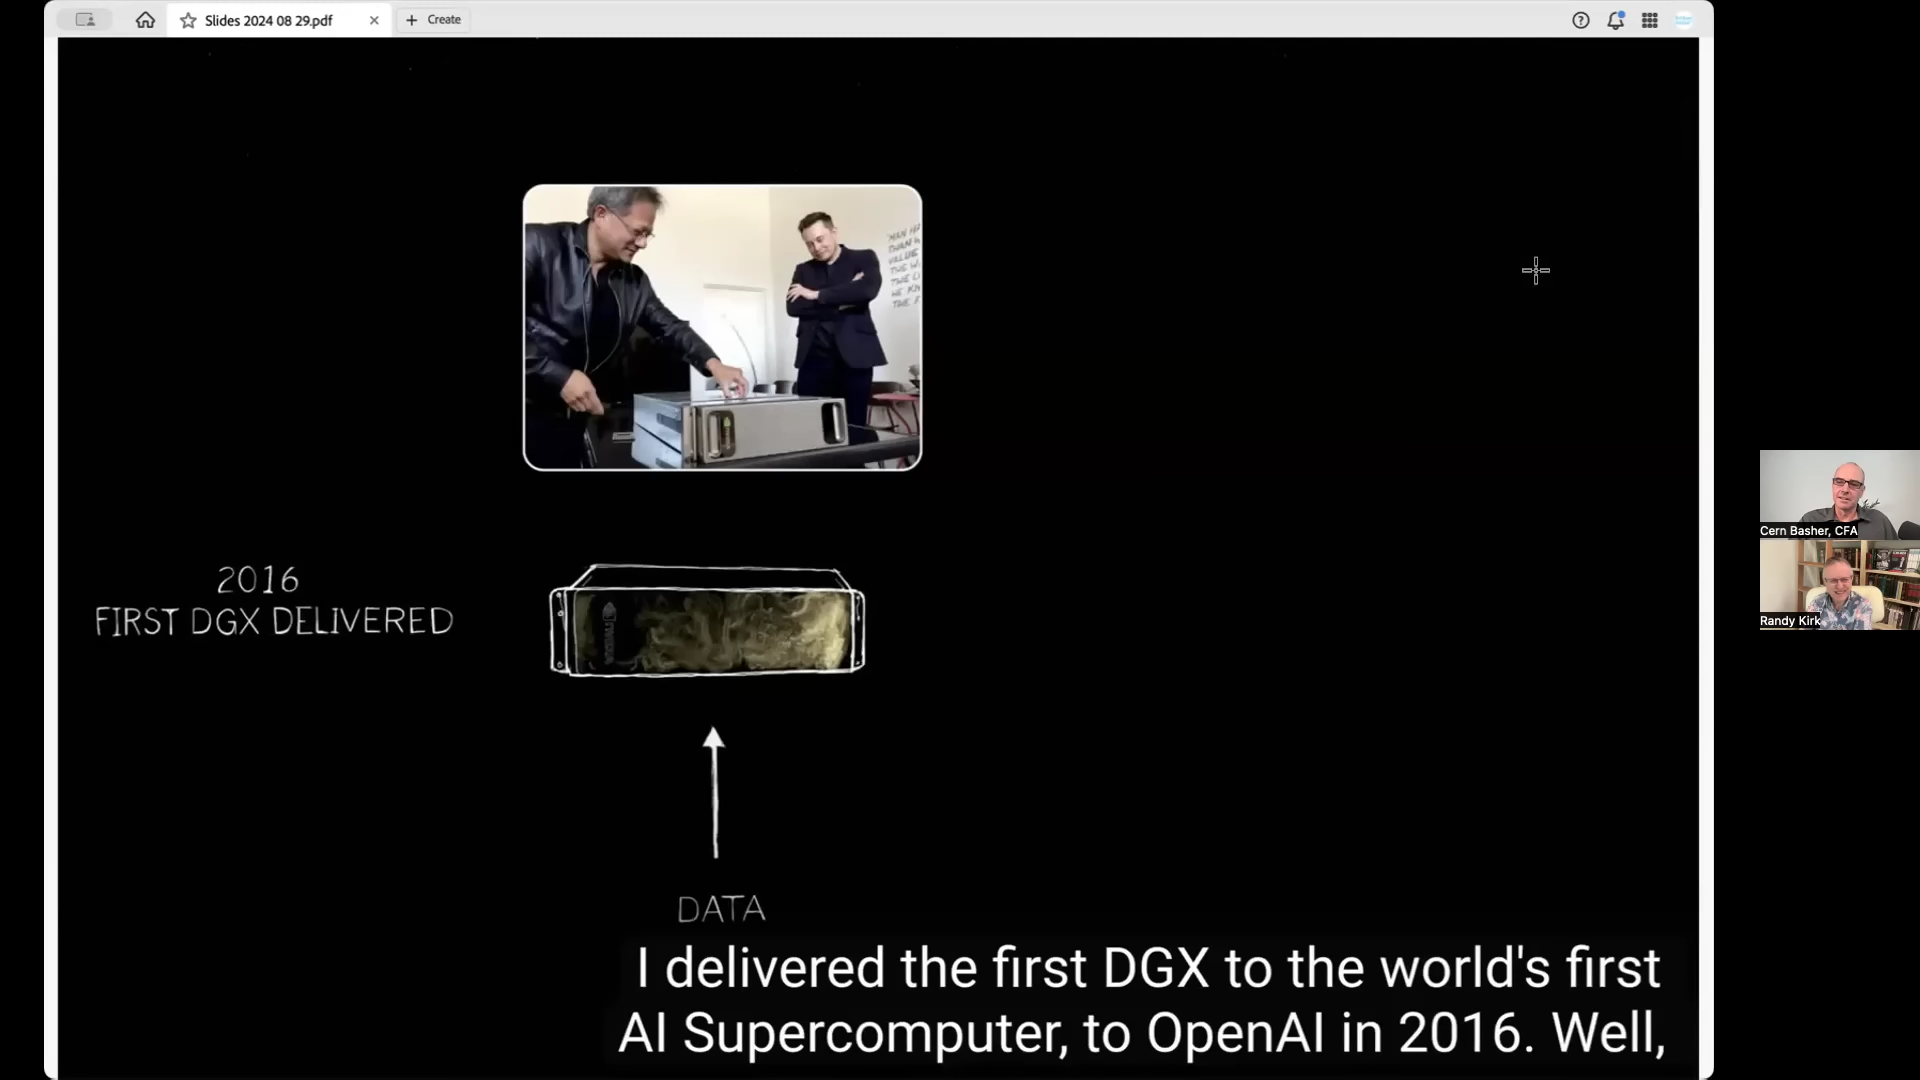 Slides 2024 08 29.pdf
Create
2016
FIRST DGX DELIVERED
DATA
I delivered the first DGX to the world's first
AI Supercomputer, to OpenAI in 2016. Well,
Cern Basher, CFA
Randy Kirk